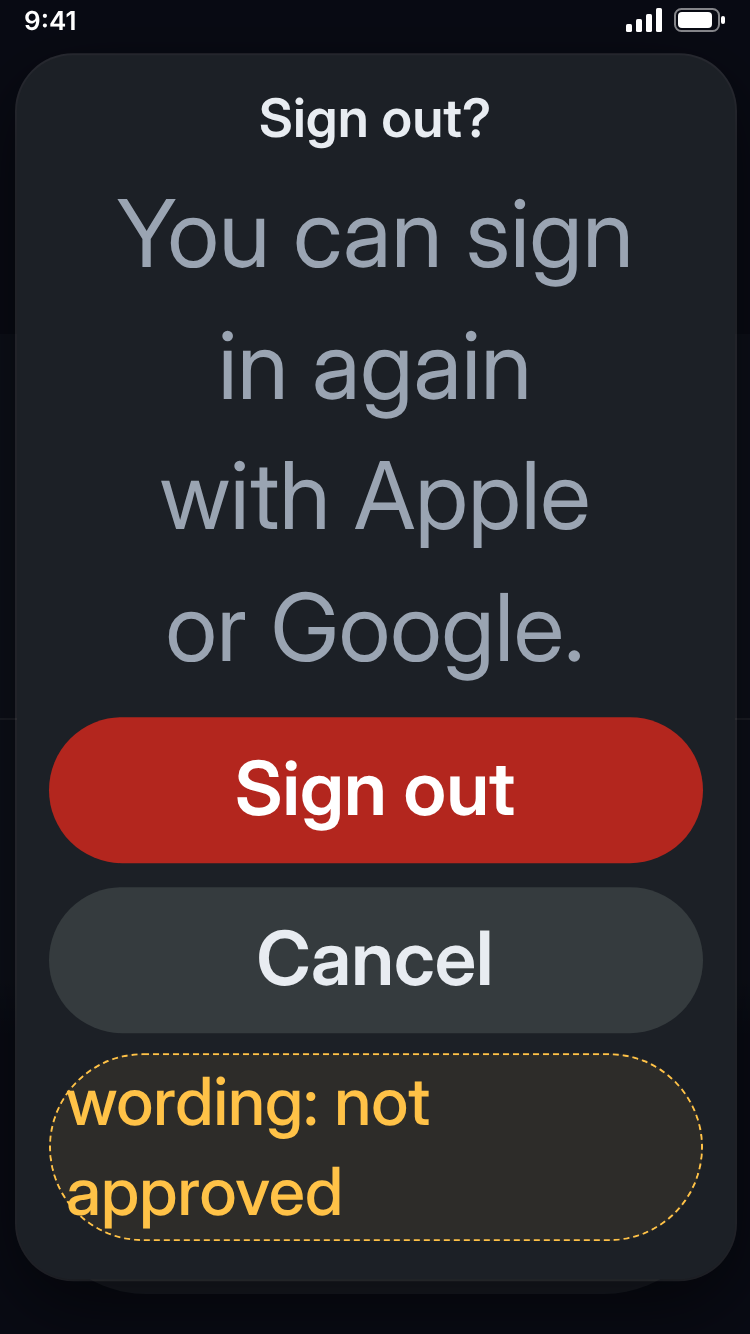 9:41
Sign out?
You can sign
in again
with Apple
or Google.
Sign out
Cancel
wording: not
approved